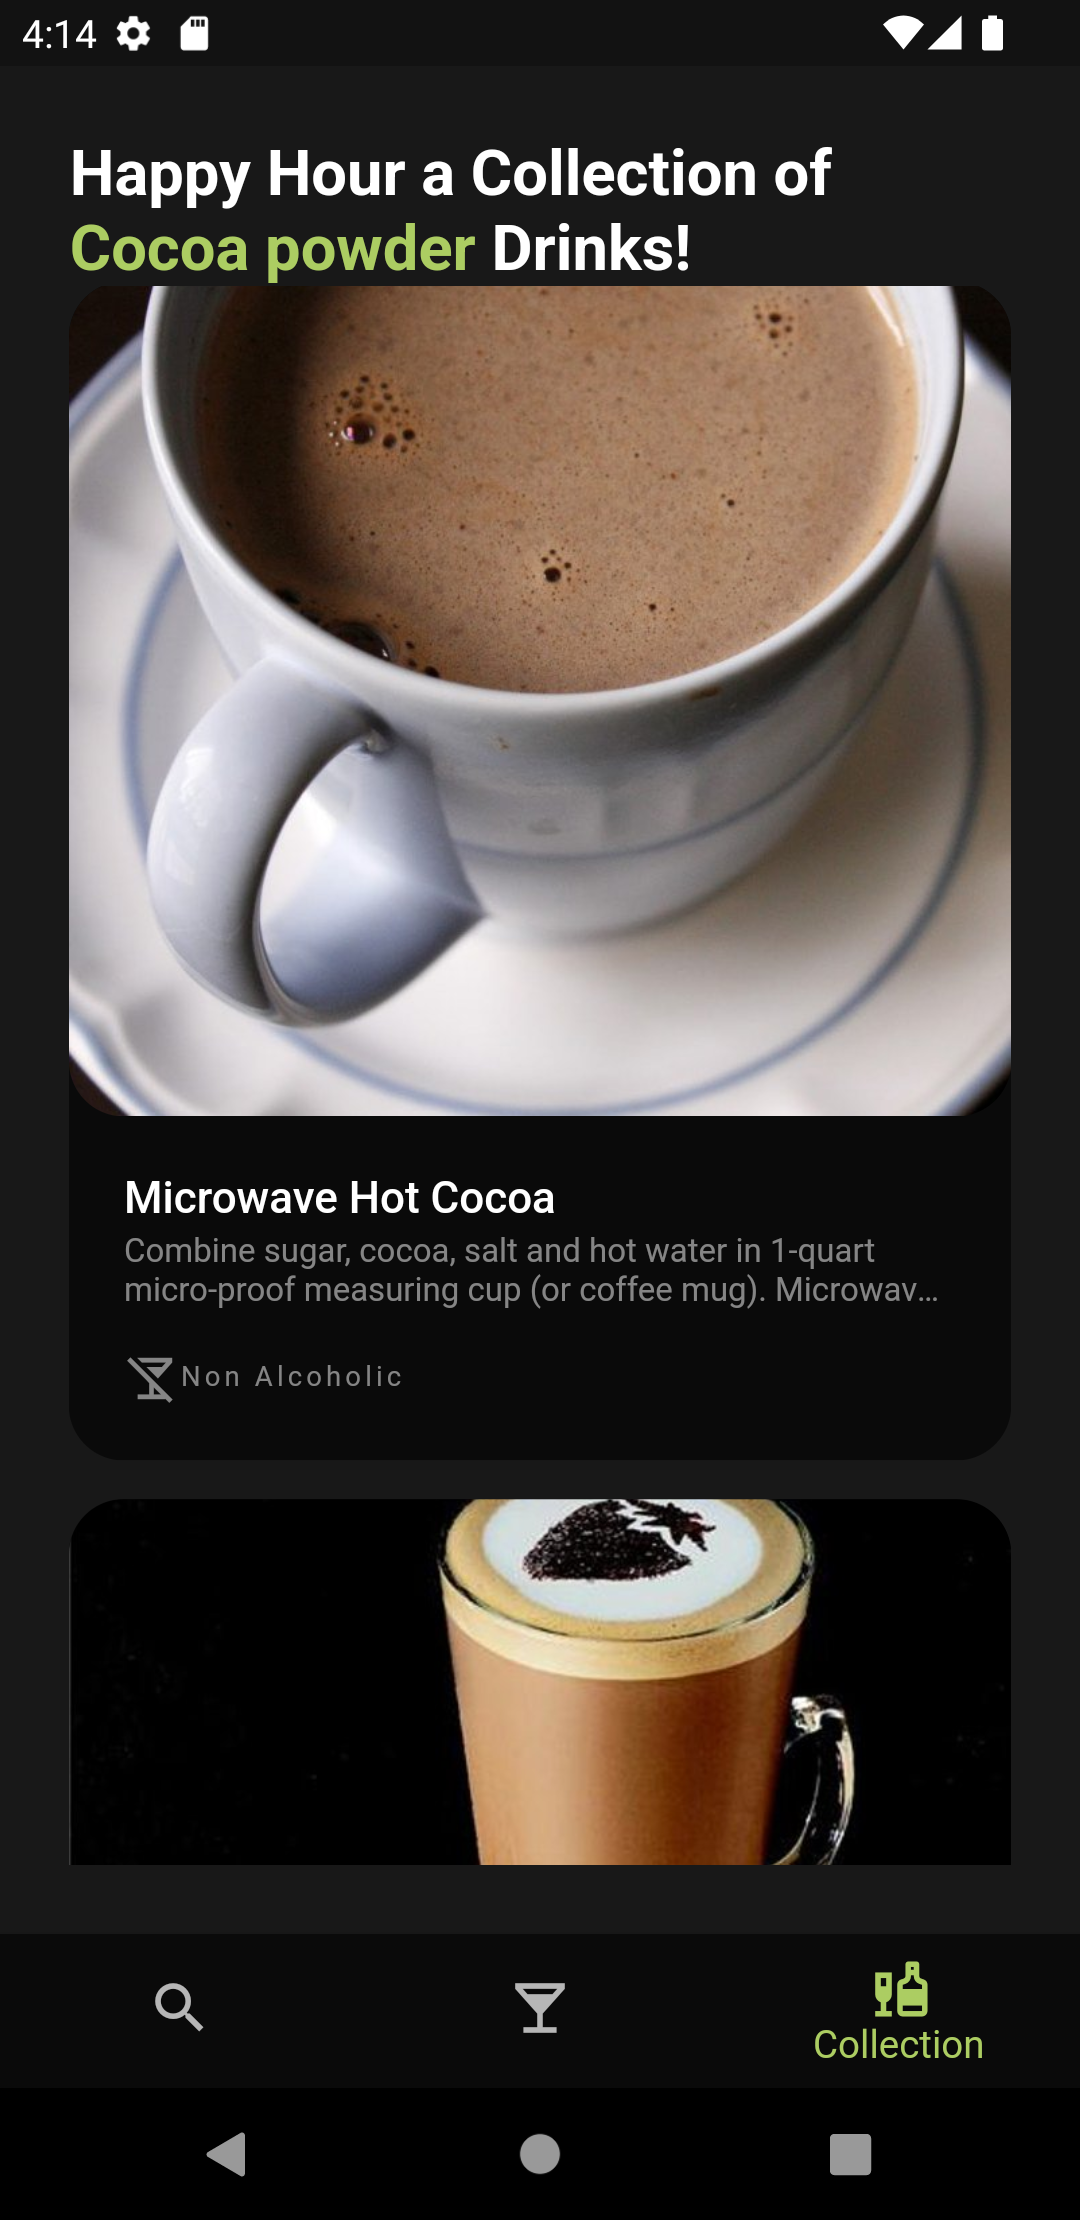 4:14
Happy Hour a Collection of
Cocoa powder Drinks!
Microwave Hot Cocoa
Combine sugar, cocoa, salt and hot water in 1-quart
micro-proof measuring cup (or coffee mug). Microwav...
Non Alcoholic
Collection